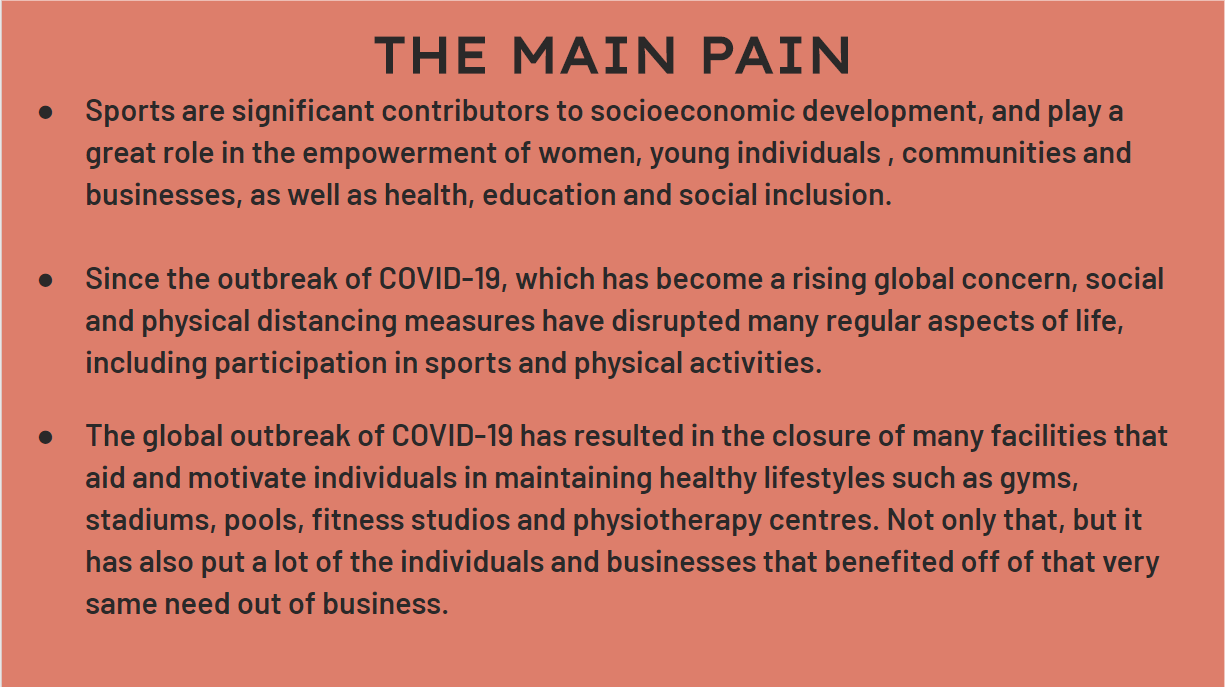 THE MAIN PAIN
● Sports are significant contributors to socioeconomic development, and play a
great role in the empowerment of women, young individuals , communities and
businesses, as well as health, education and social inclusion.
● Since the outbreak of COVID-19, which has become a rising global concern, social
and physical distancing measures have disrupted many regular aspects of life,
including participation in sports and physical activities.
● The global outbreak of COVID-19 has resulted in the closure of many facilities that
aid and motivate individuals in maintaining healthy lifestyles such as gyms,
stadiums, pools, fitness studios and physiotherapy centres. Not only that, but it
has also put a lot of the individuals and businesses that benefited off of that very
same need out of business.